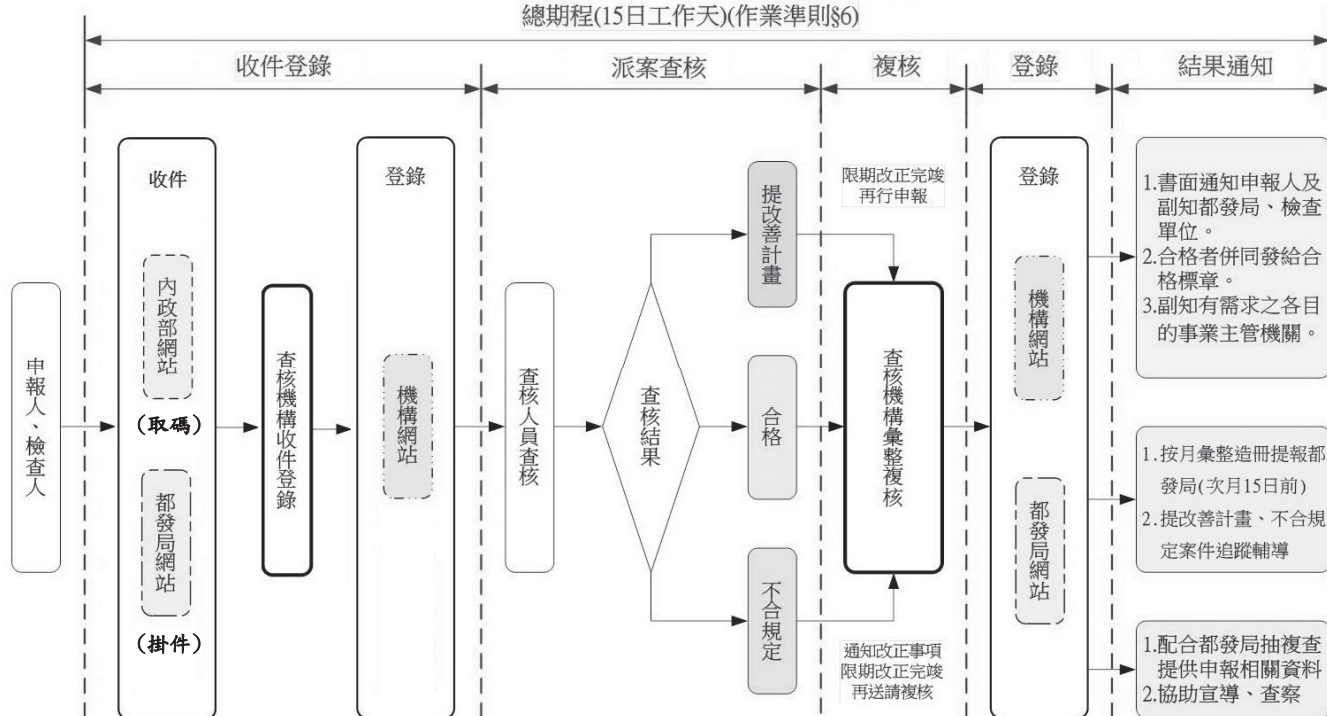 總期程(15日工作天)(作業準則§6)
收件登錄
派案查核
複核
登錄
結果通知
申報人、檢查人
收件
內政部網站
(取碼)
都發局網站
(掛件)
查核機構收件登錄
登錄
機構網站
查核人員查核
查核結果
提改善計畫
合格
不合規定
限期改正完竣
再行申報
查核機構彙整複核
通知改正事項
限期改正完竣
再送請複核
登錄
機構網站
都發局網站
1.書面通知申報人及
副知都發局、檢查
單位。
2.合格者併同發給合
格標章。
3.副知有需求之各目
的事業主管機關。
1.按月彙整造冊提報都
發局(次月15日前)
2.提改善計畫、不合規
定案件追蹤輔導
1.配合都發局抽複查
提供申報相關資料
2.協助宣導、查察